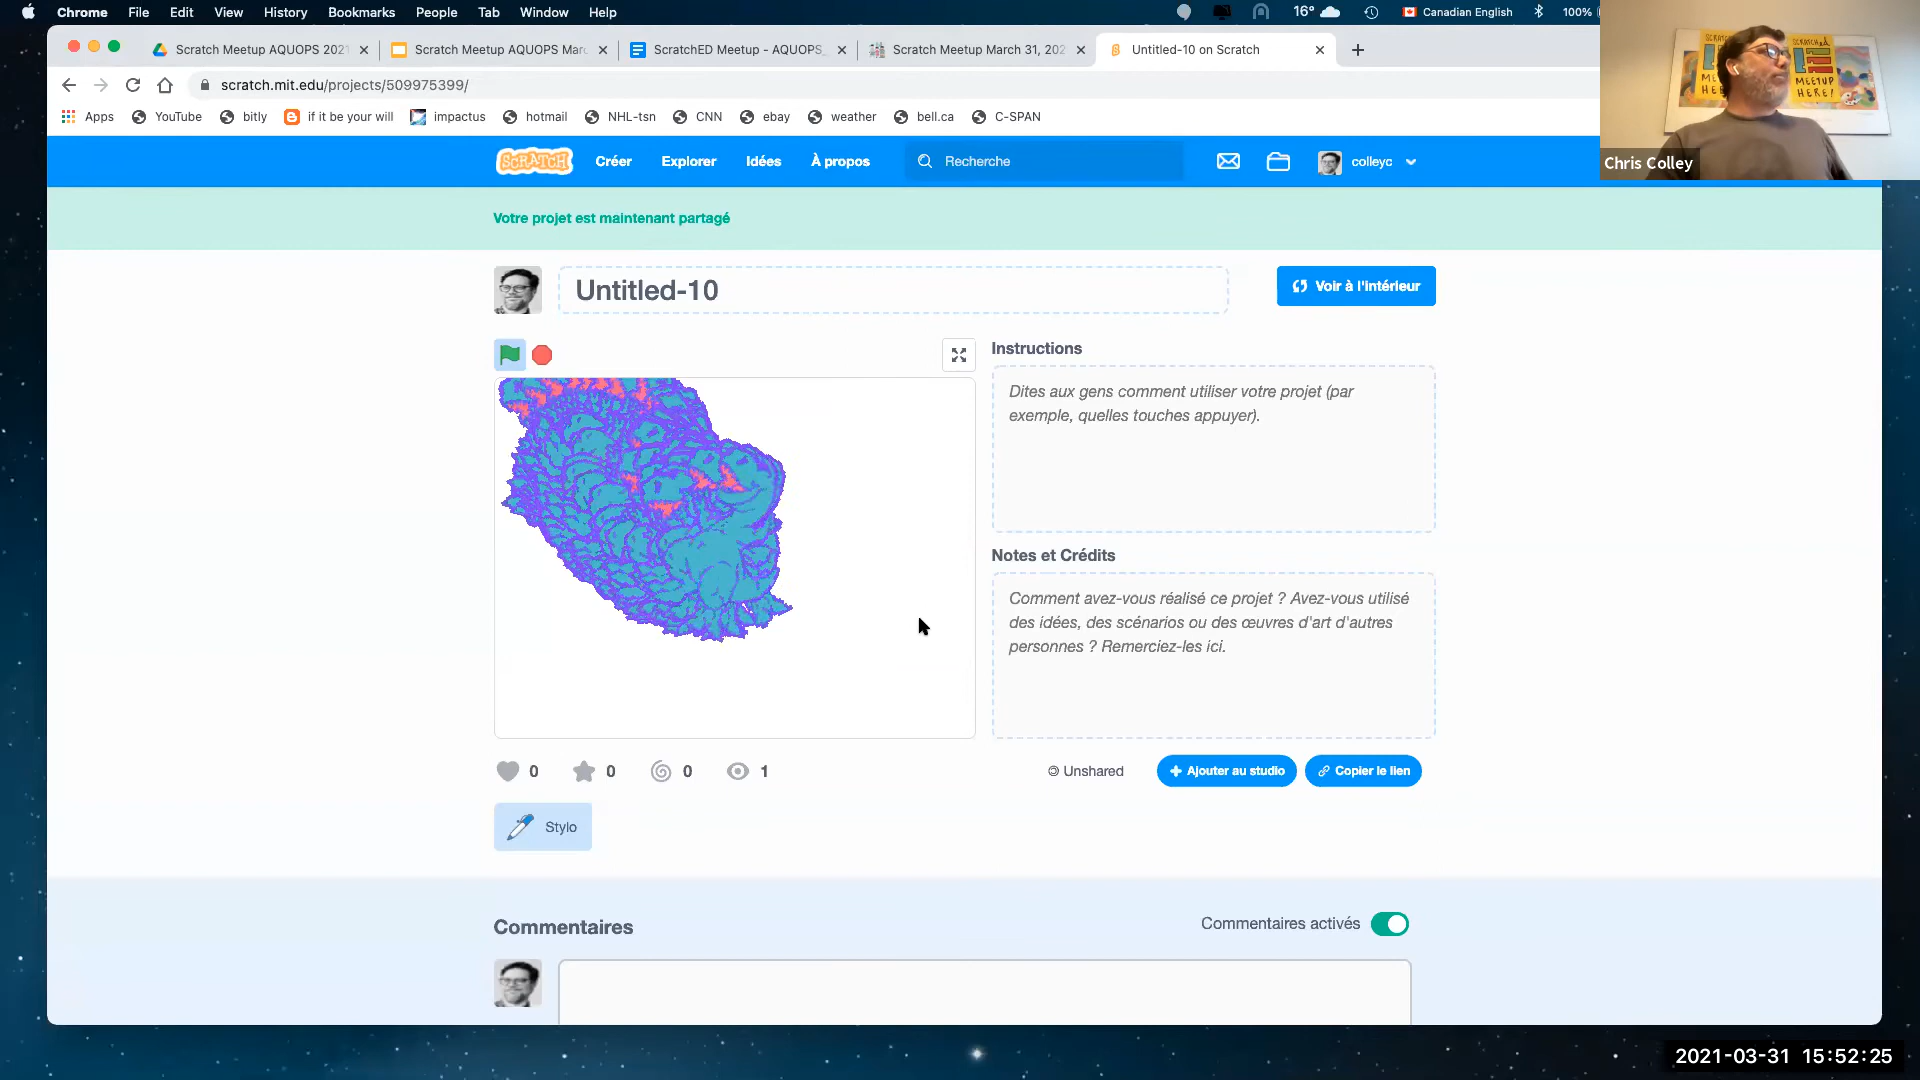 Chrome File Edit View History Bookmarks People Tab Window Help 16° Canadian English 100%
Scratch Meetup AQUOPS 2021 Scratch Meetup AQUOPS Marc ScratchED Meetup - AQUOPS_ Scratch Meetup March 31, 202 Untitled-10 on Scratch
scratch.mit.edu/projects/509975399/
Apps YouTube bitly if it be your will impactus hotmail NHL-tsn CNN ebay weather bell.ca C-SPAN
SCRATCH Créer Explorer Idées À propos Recherche colleyc
MEETUP
HERE!
Chris Colley
Votre projet est maintenant partagé
Untitled-10
Voir à l'intérieur
Instructions
Dites aux gens comment utiliser votre projet (par
exemple, quelles touches appuyer).
Notes et Crédits
Comment avez-vous réalisé ce projet ? Avez-vous utilisé
des idées, des scénarios ou des œuvres d'art d'autres
personnes ? Remerciez-les ici.
0 0 0 1
Unshared Ajouter au studio Copier le lien
Stylo
Commentaires
Commentaires activés
2021-03-31 15:52:25